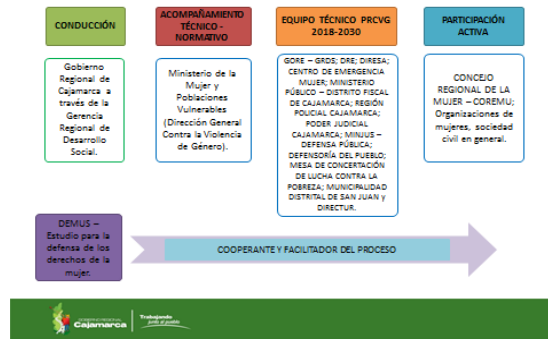 CONDUCCIÓN
Gobierno
Regional de
Cajamarca a
través de la
Gerencia
Regional de
Desarrollo
Social.
ACOMPAÑAMIENTO
TÉCNICO -
NORMATIVO
Ministerio de la
Mujer y
Poblaciones
Vulnerables
(Dirección General
Contra la Violencia
de Género).
EQUIPO TÉCNICO PRCVG
2018-2030
GORE – GRDS; DRE; DIRESA;
CENTRO DE EMERGENCIA
MUJER; MINISTERIO
PÚBLICO – DISTRITO FISCAL
DE CAJAMARCA; REGIÓN
POLICIAL CAJAMARCA;
PODER JUDICIAL
CAJAMARCA; MINJUS –
DEFENSA PÚBLICA;
DEFENSORÍA DEL PUEBLO;
MESA DE CONCERTACIÓN
DE LUCHA CONTRA LA
POBREZA; MUNICIPALIDAD
DISTRITAL DE SAN JUAN y
DIRECTUR.
PARTICIPACIÓN
ACTIVA
CONCEJO
REGIONAL DE LA
MUJER – COREMU;
Organizaciones de
mujeres, sociedad
civil en general.
DEMUS –
Estudio para la
defensa de los
derechos de la
mujer.
COOPERANTE Y FACILITADOR DEL PROCESO
GOBIERNO REGIONAL
Cajamarca
Trabajando
junto al pueblo